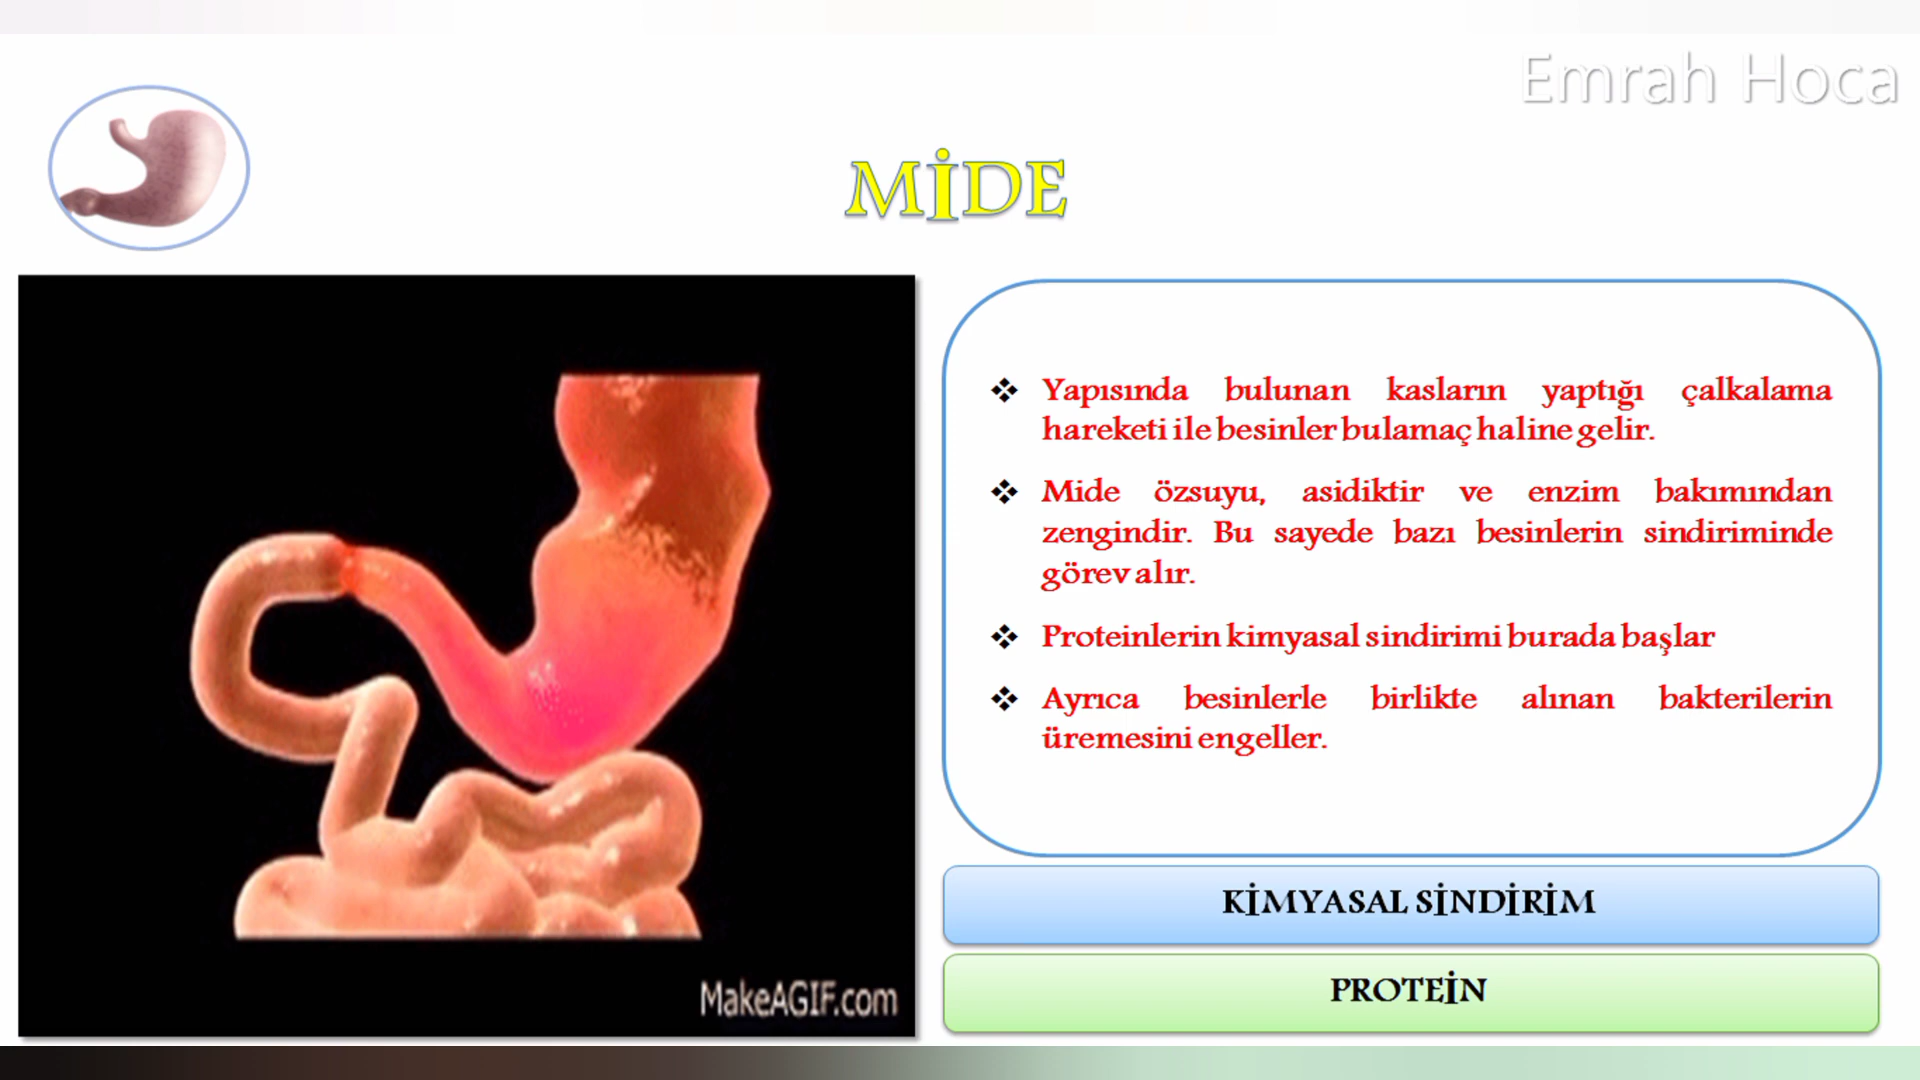 Emrah Hoca
MİDE
Yapısında bulunan kasların yaptığı çalkalama
hareketi ile besinler bulamaç haline gelir.
Mide özsuyu, asidiktir ve enzim bakımından
zengindir. Bu sayede bazı besinlerin sindiriminde
görev alır.
Proteinlerin kimyasal sindirimi burada başlar
Ayrıca besinlerle birlikte alınan bakterilerin
üremesini engeller.
KİMYASAL SİNDİRİM
PROTEİN
MakeAGIF.com